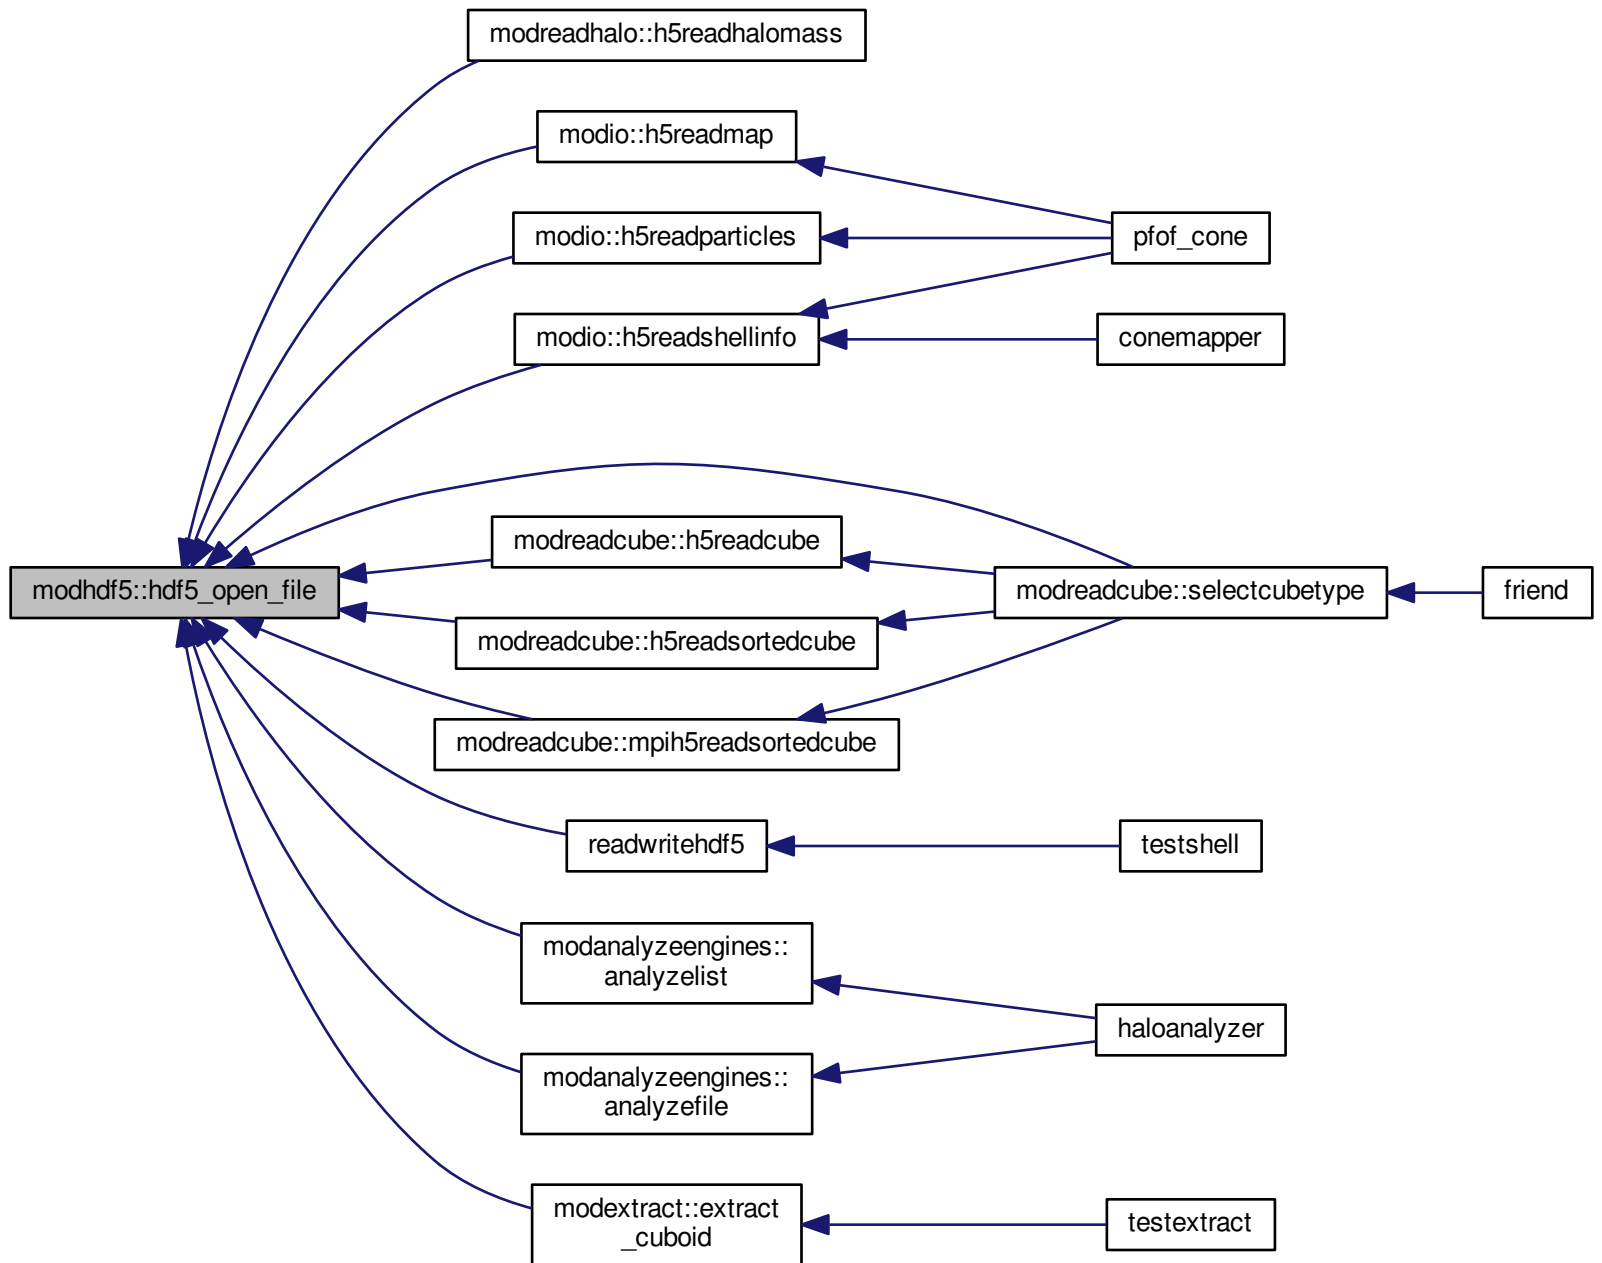 modreadhalo::h5readhalomass
modio::h5readmap
modio::h5readparticles
pfof_cone
modio::h5readshellinfo
conemapper
modreadcube::h5readcube
modhdf5::hdf5_open_file
modreadcube::selectcubetype
friend
modreadcube::h5readsortedcube
modreadcube::mpih5readsortedcube
readwritehdf5
testshell
modanalyzeengines::
analyzelist
haloanalyzer
modanalyzeengines::
analyzefile
modextract::extract
_cuboid
testextract